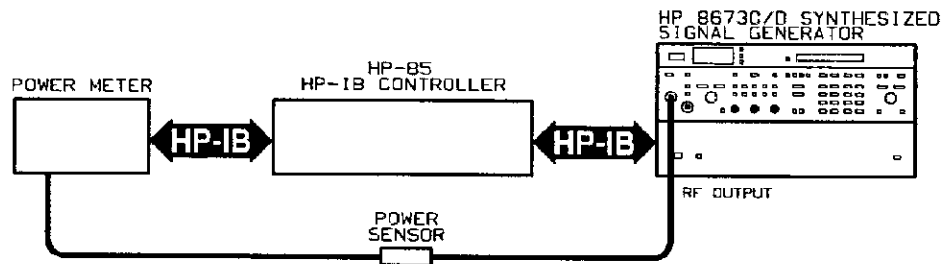 HP 8673C/D SYNTHESIZED
SIGNAL GENERATOR
HP-85
HP-IB CONTROLLER
POWER METER
HP-IB
HP-IB
RF OUTPUT
POWER
SENSOR